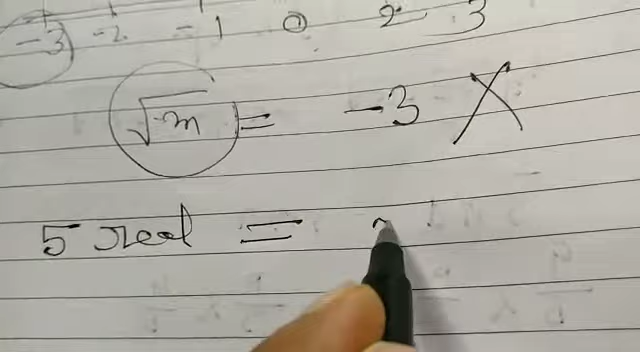 -3 -2 -1 0 2 3
√m = -3 X
5 real =